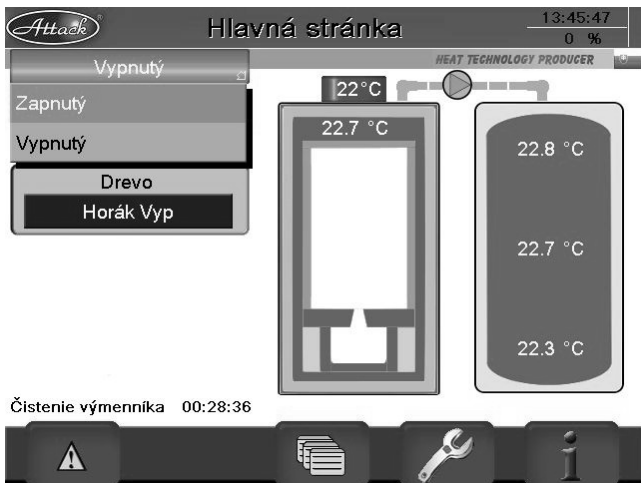 Attack
Hlavná stránka
13:45:47
0 %
HEAT TECHNOLOGY PRODUCER
Vypnutý
Zapnutý
Vypnutý
Drevo
Horák Vyp
22°C
22.7 °C
22.8 °C
22.7 °C
22.3 °C
Čistenie výmenníka 00:28:36